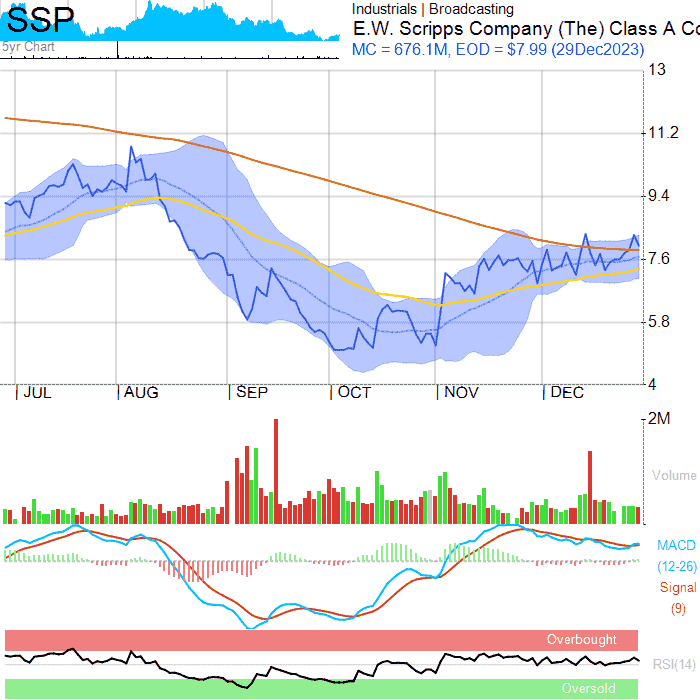 SSP
5yr Chart
Industrials | Broadcasting
E.W. Scripps Company (The) Class A Co
MC = 676.1M, EOD = $7.99 (29Dec2023)
13
11.2
9.4
7.6
5.8
4
JUL AUG SEP OCT NOV DEC
2M
Volume
MACD
(12-26)
Signal
(9)
Overbought
RSI(14)
Oversold